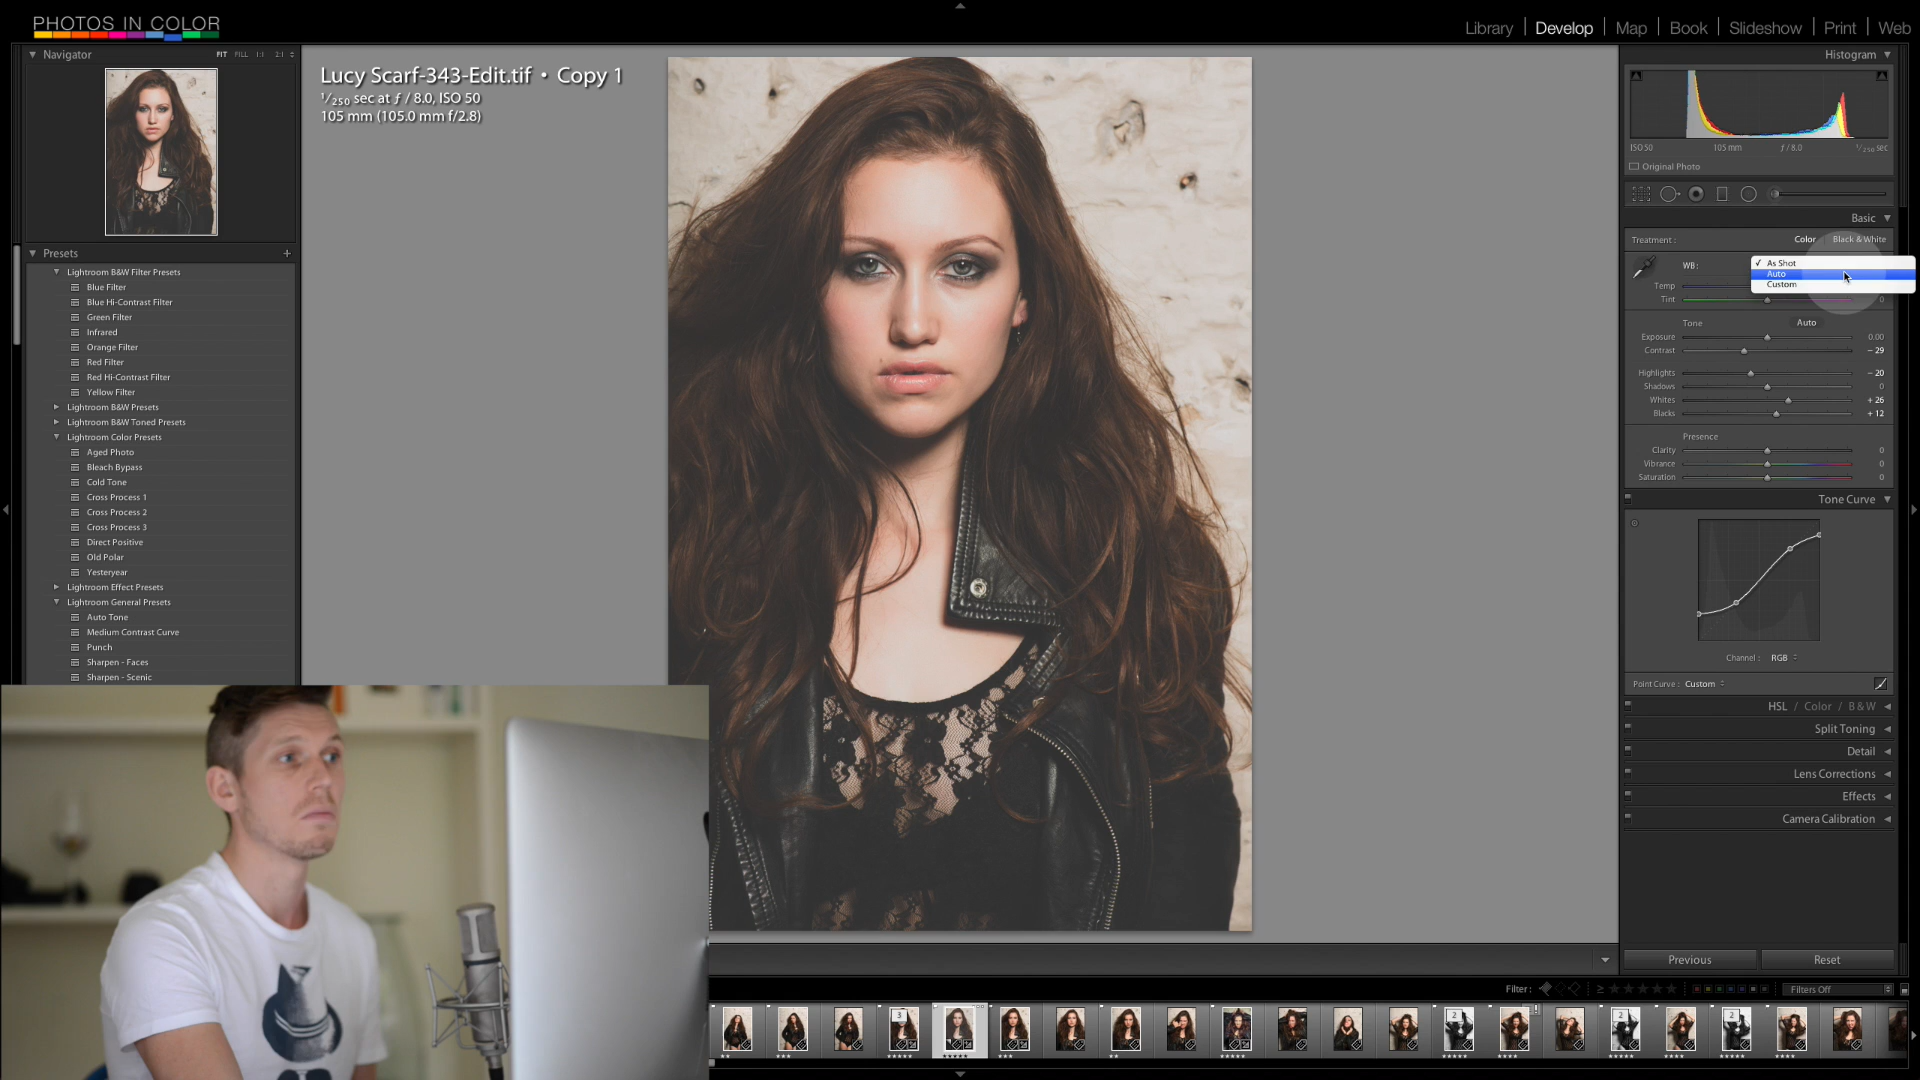 PHOTOS IN COLOR
Library | Develop | Map | Book | Slideshow | Print | Web
Navigator FIT FILL 1:1 2:1
Lucy Scarf-343-Edit.tif • Copy 1
1/250 sec at ƒ / 8.0, ISO 50
105 mm (105.0 mm f/2.8)
Presets +
Lightroom B&W Filter Presets
Blue Filter
Blue Hi-Contrast Filter
Green Filter
Infrared
Orange Filter
Red Filter
Red Hi-Contrast Filter
Yellow Filter
Lightroom B&W Presets
Lightroom B&W Toned Presets
Lightroom Color Presets
Aged Photo
Bleach Bypass
Cold Tone
Cross Process 1
Cross Process 2
Cross Process 3
Direct Positive
Old Polar
Yesteryear
Lightroom Effect Presets
Lightroom General Presets
Auto Tone
Medium Contrast Curve
Punch
Sharpen - Faces
Sharpen - Scenic
Histogram
ISO 50 105 mm ƒ / 8.0 1/250 sec
Original Photo
Basic
Treatment : Color Black & White
WB :
✓ As Shot
Auto
Custom
Temp
Tint 0
Tone Auto
Exposure 0.00
Contrast – 29
Highlights – 20
Shadows 0
Whites + 26
Blacks + 12
Presence
Clarity 0
Vibrance 0
Saturation 0
Tone Curve
Channel : RGB
Point Curve : Custom
HSL / Color / B & W
Split Toning
Detail
Lens Corrections
Effects
Camera Calibration
Previous Reset
Filter : ≥ ★★★★★ Filters Off
3 2 2 2